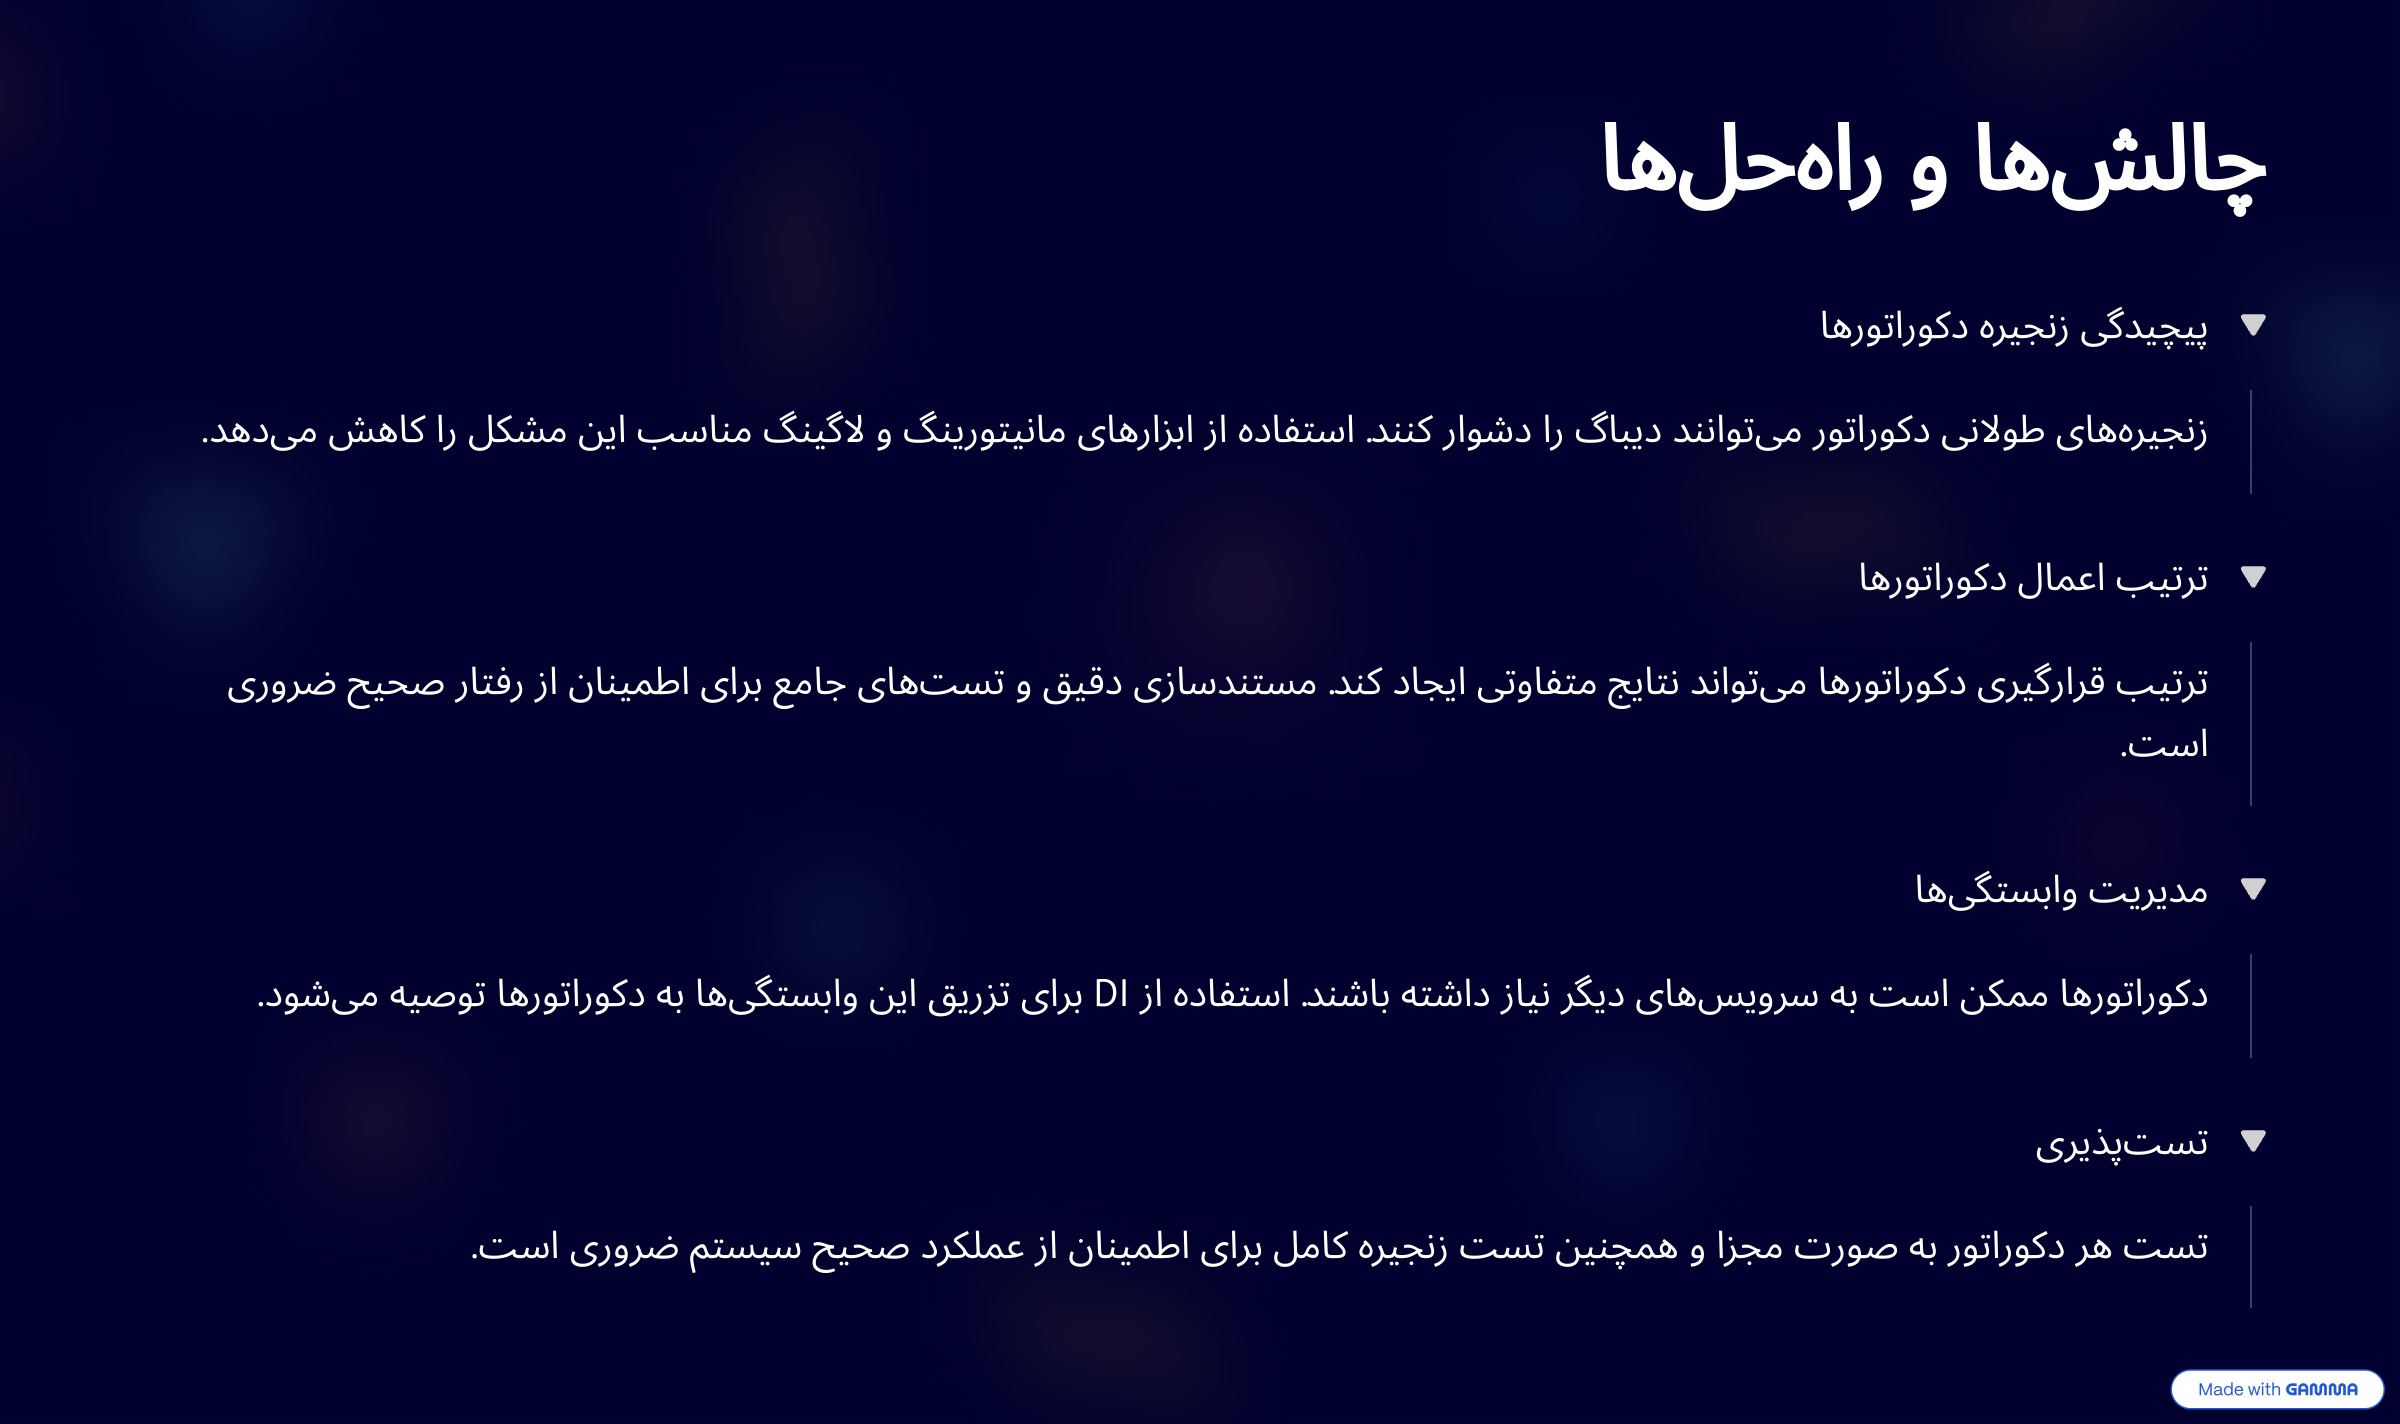 چالش‌ها و راه‌حل‌ها
پیچیدگی زنجیره دکوراتورها
زنجیره‌های طولانی دکوراتور می‌توانند دیباگ را دشوار کنند. استفاده از ابزارهای مانیتورینگ و لاگینگ مناسب این مشکل را کاهش می‌دهد.
ترتیب اعمال دکوراتورها
ترتیب قرارگیری دکوراتورها می‌تواند نتایج متفاوتی ایجاد کند. مستندسازی دقیق و تست‌های جامع برای اطمینان از رفتار صحیح ضروری
است.
مدیریت وابستگی‌ها
دکوراتورها ممکن است به سرویس‌های دیگر نیاز داشته باشند. استفاده از DI برای تزریق این وابستگی‌ها به دکوراتورها توصیه می‌شود.
تست‌پذیری
تست هر دکوراتور به صورت مجزا و همچنین تست زنجیره کامل برای اطمینان از عملکرد صحیح سیستم ضروری است.
Made with GAMMA